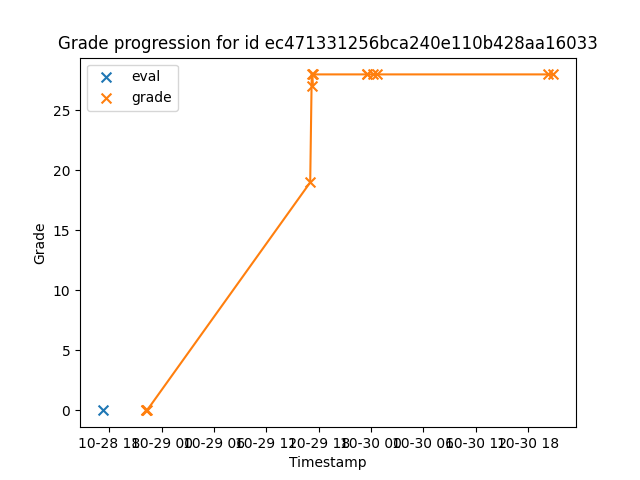 Grade progression for id ec471331256bca240e110b428aa16033
eval
grade
Grade
25
20
15
10
5
0
10-28 18 10-29 00 10-29 06 10-29 12 10-29 18 10-30 00 10-30 06 10-30 12 10-30 18
Timestamp